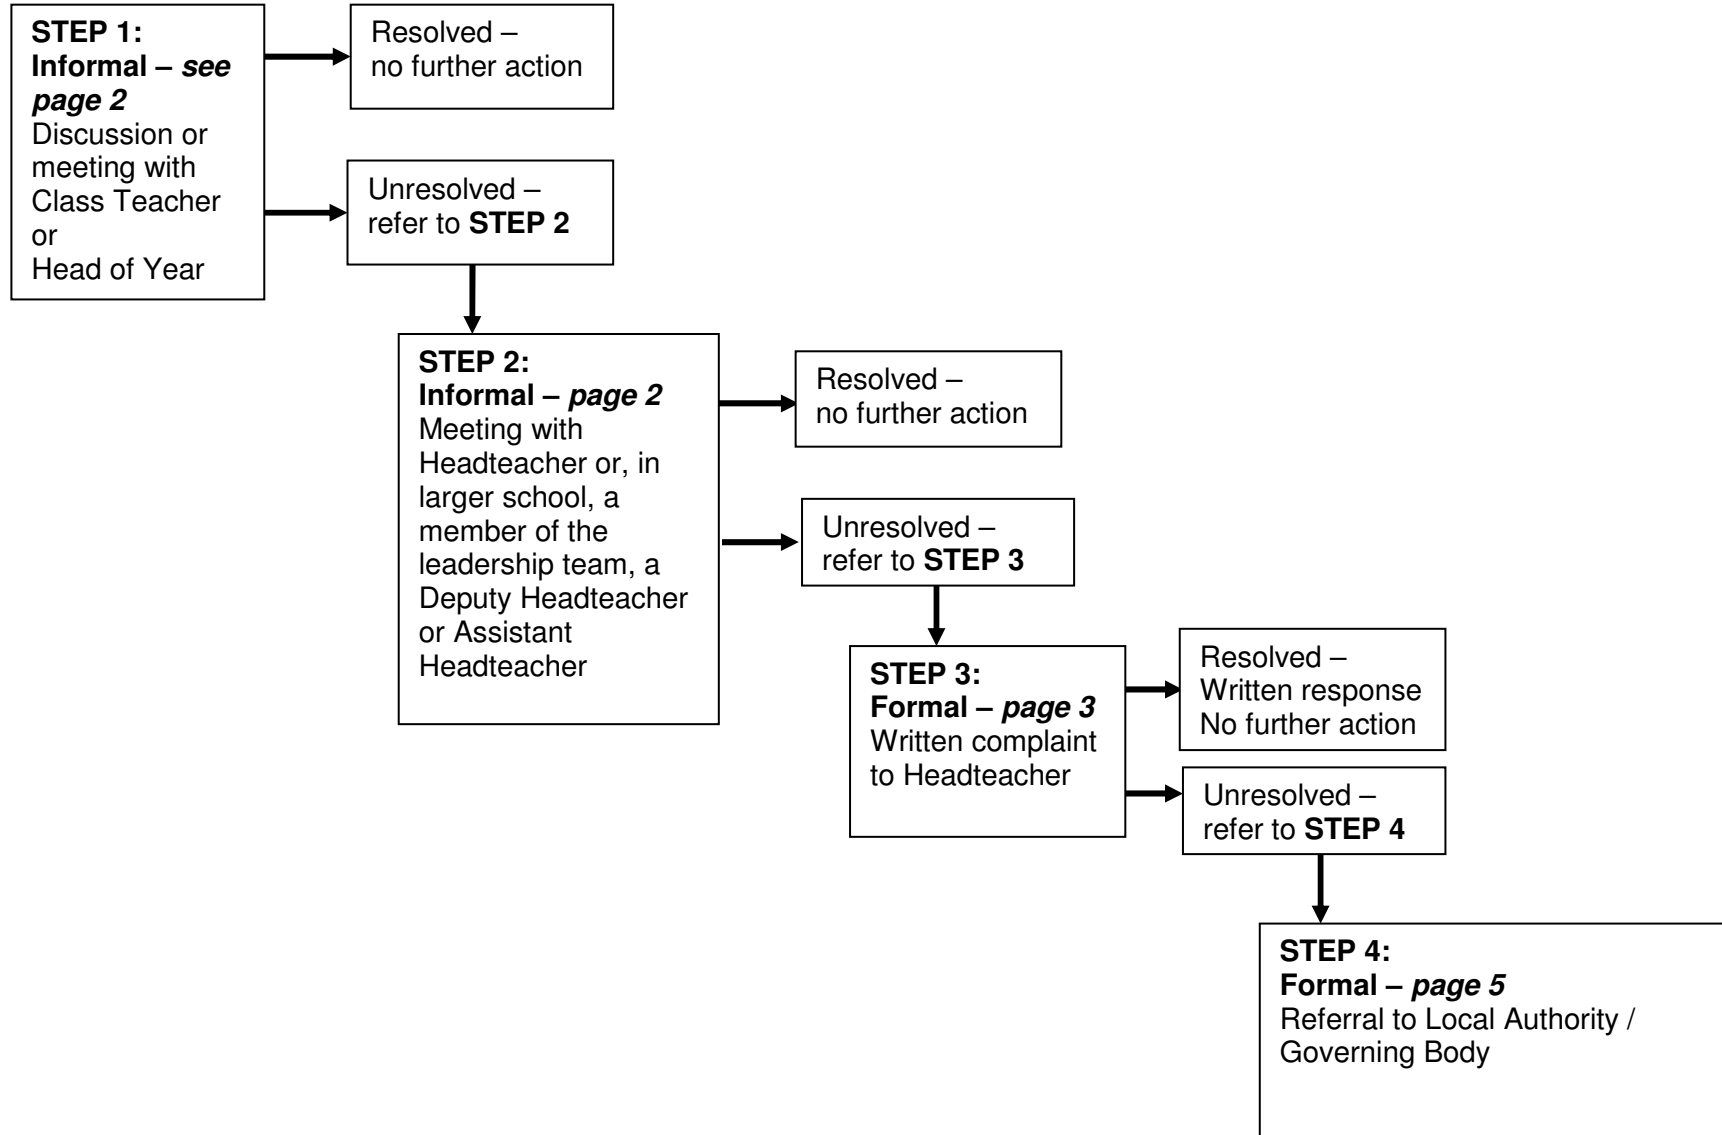 STEP 1:
Informal – see
page 2
Discussion or
meeting with
Class Teacher
or
Head of Year
Resolved –
no further action
Unresolved –
refer to STEP 2
STEP 2:
Informal – page 2
Meeting with
Headteacher or, in
larger school, a
member of the
leadership team, a
Deputy Headteacher
or Assistant
Headteacher
Resolved –
no further action
Unresolved –
refer to STEP 3
STEP 3:
Formal – page 3
Written complaint
to Headteacher
Resolved –
Written response
No further action
Unresolved –
refer to STEP 4
STEP 4:
Formal – page 5
Referral to Local Authority /
Governing Body